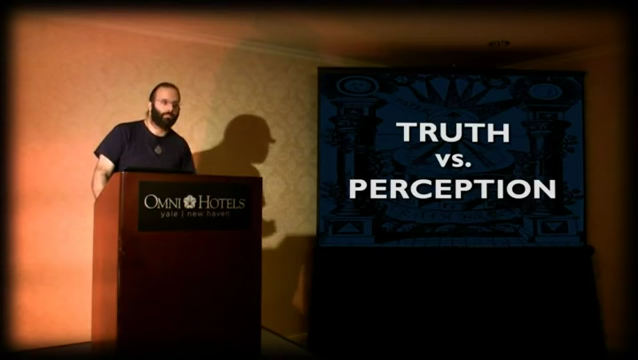 OMNI HOTELS
yale | new haven
TRUTH
VS.
PERCEPTION